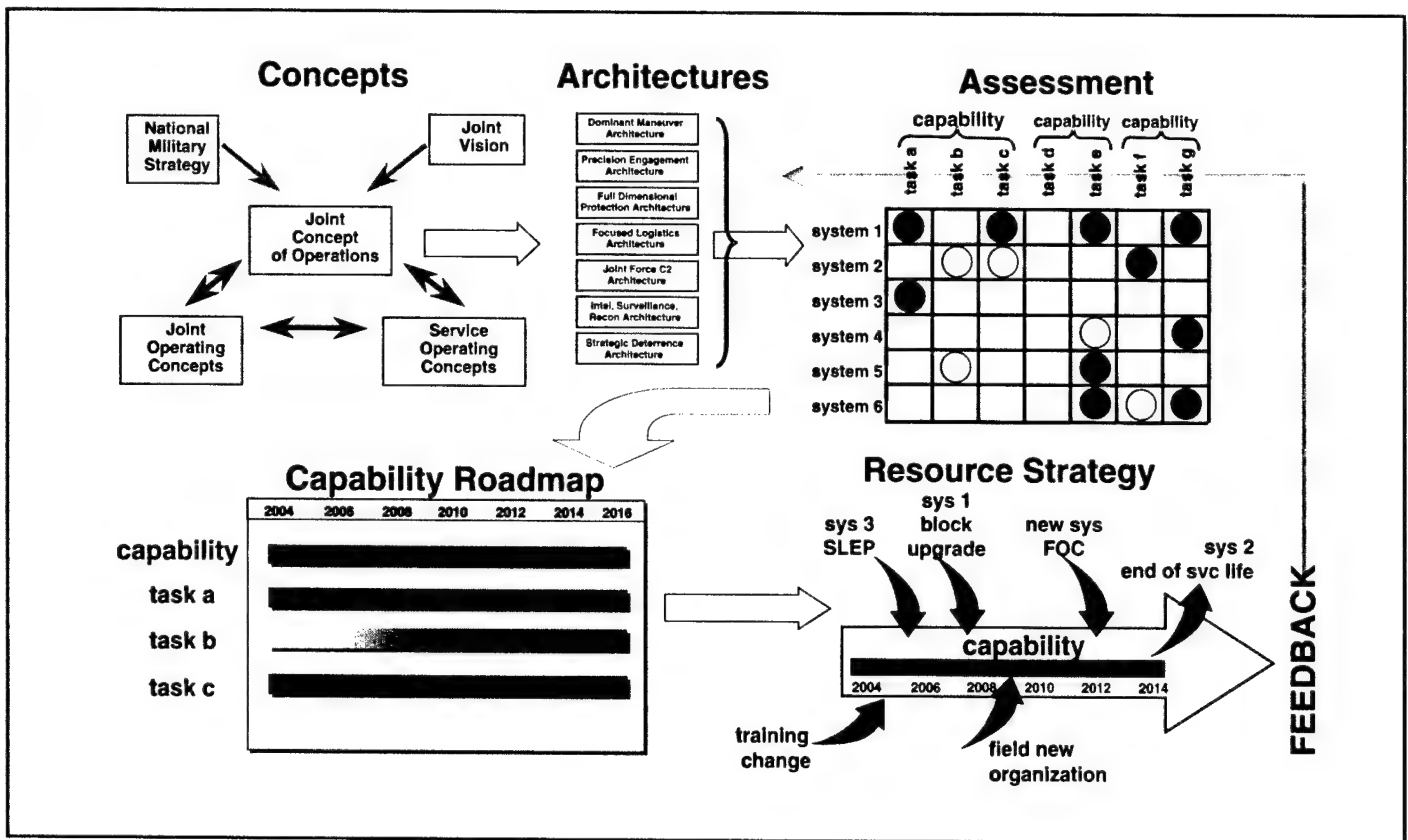 Concepts
National
Military
Strategy
Joint
Vision
Joint
Concept
of Operations
Joint
Operating
Concepts
Service
Operating
Concepts
Architectures
Dominant Maneuver
Architecture
Precision Engagement
Architecture
Full Dimensional
Protection Architecture
Focused Logistics
Architecture
Joint Force C2
Architecture
Intel, Surveillance,
Recon Architecture
Strategic Deterrence
Architecture
Assessment
capability capability capability
task a
task b
task c
task d
task e
task f
task g
system 1
system 2
system 3
system 4
system 5
system 6
Capability Roadmap
2004 2006 2008 2010 2012 2014 2016
capability
task a
task b
task c
Resource Strategy
sys 3
SLEP
sys 1
block
upgrade
new sys
FOC
sys 2
end of svc life
capability
2004 2006 2008 2010 2012 2014
training
change
field new
organization
FEEDBACK